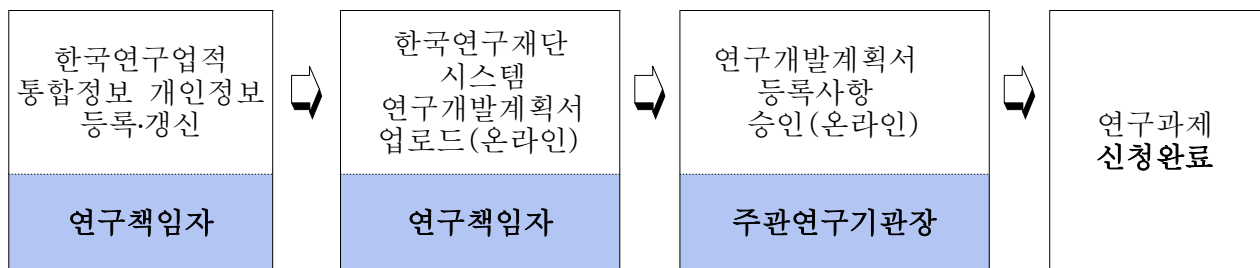 한국연구업적
통합정보 개인정보
등록·갱신
연구책임자
한국연구재단
시스템
연구개발계획서
업로드(온라인)
연구책임자
연구개발계획서
등록사항
승인(온라인)
주관연구기관장
연구과제
신청완료